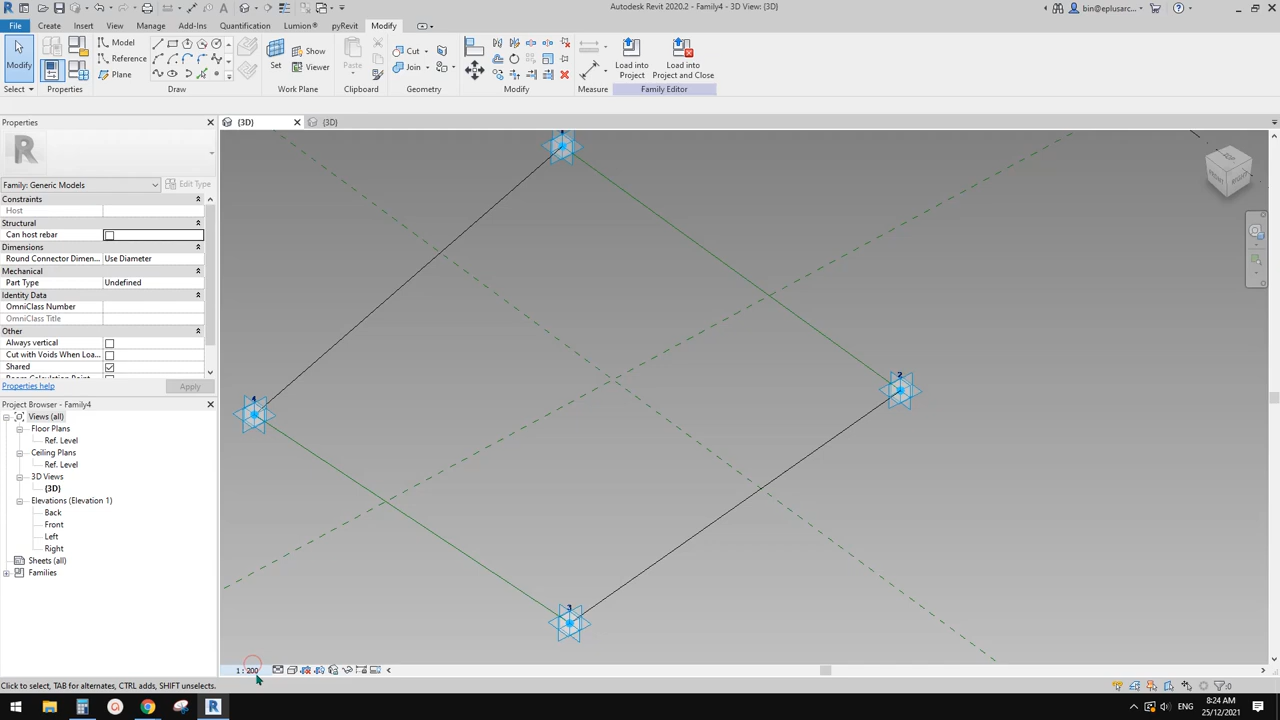 Autodesk Revit 2020.2 - Family4 - 3D View: {3D}
bin@eplusarc...
File Create Insert View Manage Add-Ins Quantification Lumion® pyRevit Modify
Modify
Model
Reference
Plane
Set
Show
Viewer
Paste
Cut
Join
Load into
Project
Load into
Project and Close
Select Properties Draw Work Plane Clipboard Geometry Modify Measure Family Editor
Properties
{3D} {3D}
Family: Generic Models Edit Type
Constraints
Host
Structural
Can host rebar
Dimensions
Round Connector Dimen... Use Diameter
Mechanical
Part Type Undefined
Identity Data
OmniClass Number
OmniClass Title
Other
Always vertical
Cut with Voids When Loa...
Shared
Properties help Apply
Project Browser - Family4
Views (all)
Floor Plans
Ref. Level
Ceiling Plans
Ref. Level
3D Views
{3D}
Elevations (Elevation 1)
Back
Front
Left
Right
Sheets (all)
Families
2
4
3
1 : 200
Click to select, TAB for alternates, CTRL adds, SHIFT unselects.
:0
ENG
8:24 AM
25/12/2021